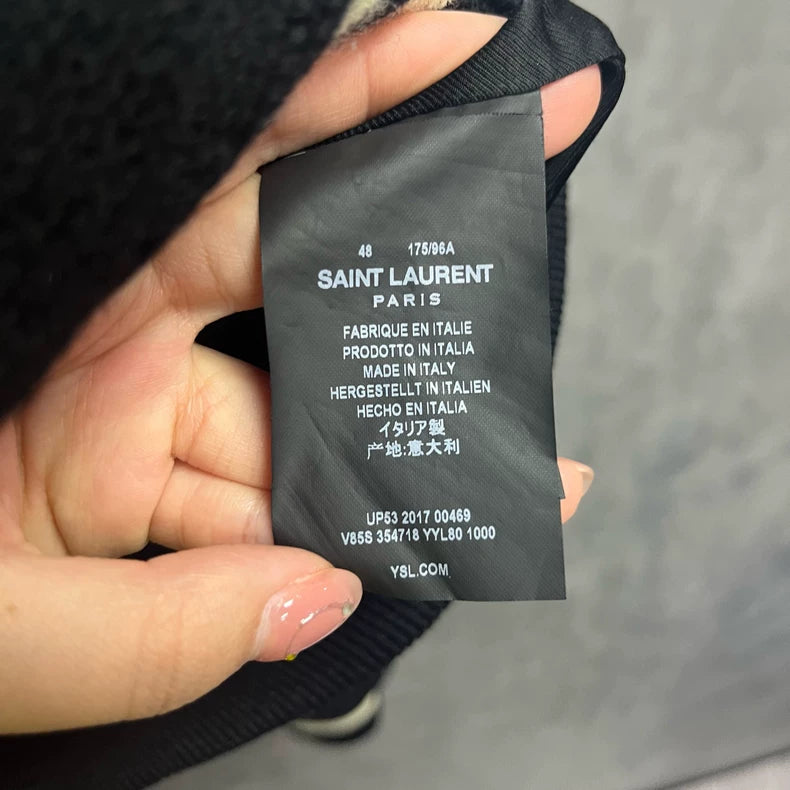 48 175/96A
SAINT LAURENT
PARIS
FABRIQUE EN ITALIE
PRODOTTO IN ITALIA
MADE IN ITALY
HERGESTELLT IN ITALIEN
HECHO EN ITALIA
イタリア製
产地:意大利
UP53 2017 00469
V85S 354718 YYL80 1000
YSL.COM